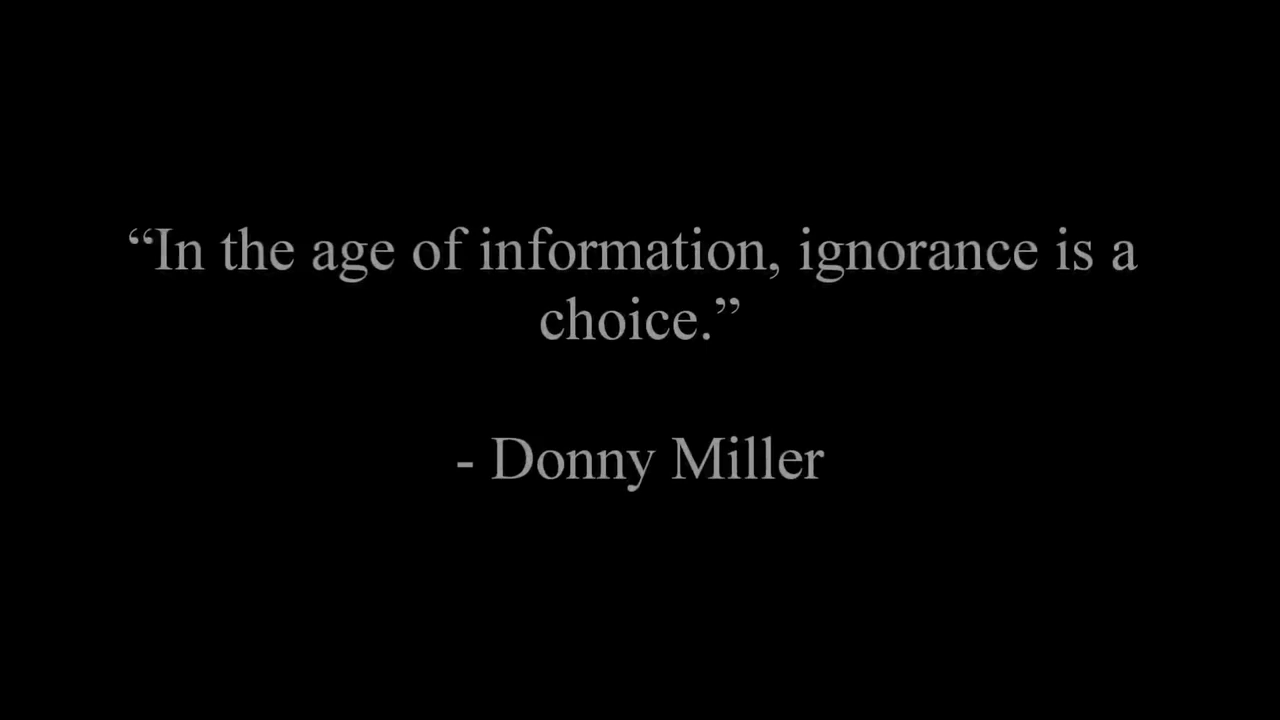 “In the age of information, ignorance is a
choice.”
- Donny Miller